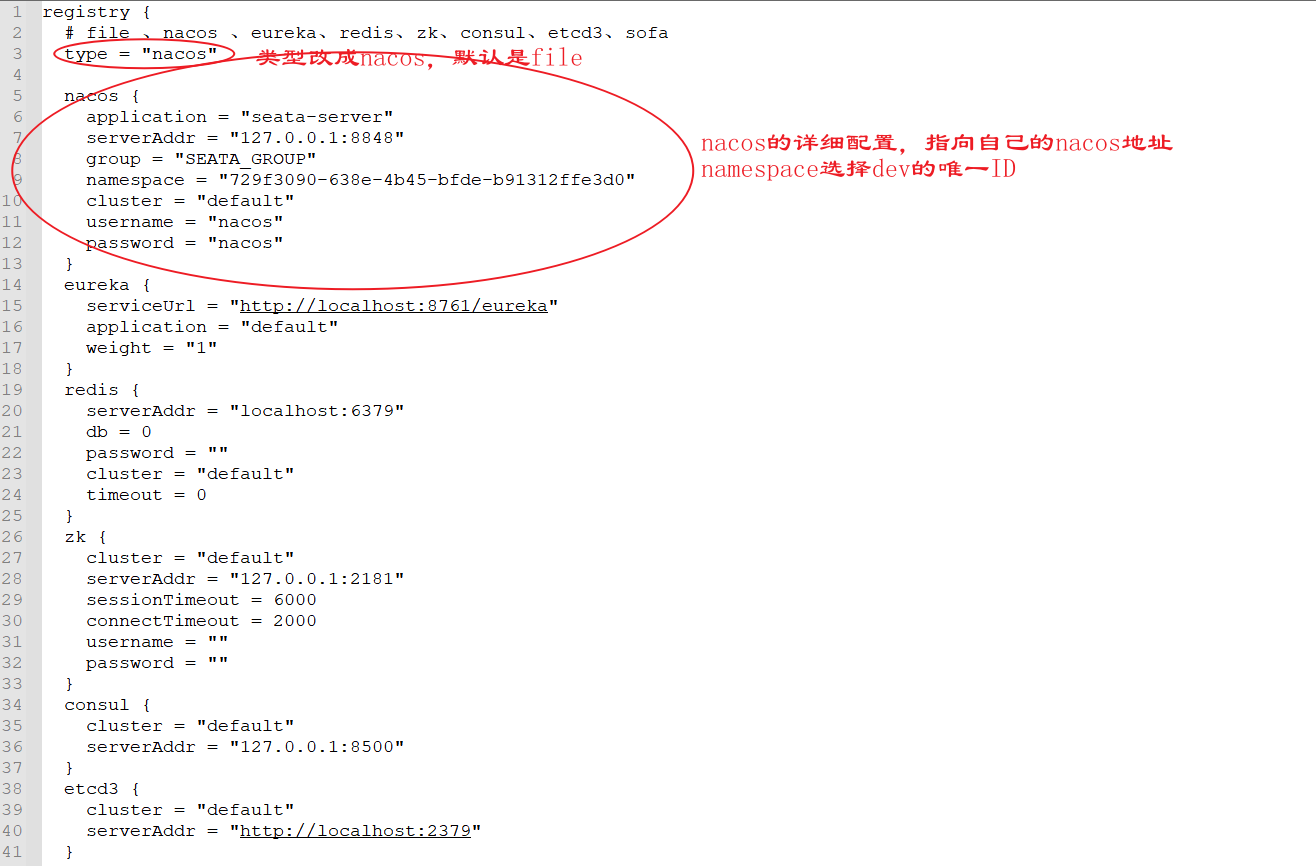 1 registry {
2 # file 、nacos 、eureka、redis、zk、consul、etcd3、sofa
3 type = "nacos" 类型改成nacos，默认是file
4
5 nacos {
6 application = "seata-server"
7 serverAddr = "127.0.0.1:8848"
nacos的详细配置，指向自己的nacos地址
8 group = "SEATA_GROUP"
namespace选择dev的唯一ID
9 namespace = "729f3090-638e-4b45-bfde-b91312ffe3d0"
10 cluster = "default"
11 username = "nacos"
12 password = "nacos"
13 }
14 eureka {
15 serviceUrl = "http://localhost:8761/eureka"
16 application = "default"
17 weight = "1"
18 }
19 redis {
20 serverAddr = "localhost:6379"
21 db = 0
22 password = ""
23 cluster = "default"
24 timeout = 0
25 }
26 zk {
27 cluster = "default"
28 serverAddr = "127.0.0.1:2181"
29 sessionTimeout = 6000
30 connectTimeout = 2000
31 username = ""
32 password = ""
33 }
34 consul {
35 cluster = "default"
36 serverAddr = "127.0.0.1:8500"
37 }
38 etcd3 {
39 cluster = "default"
40 serverAddr = "http://localhost:2379"
41 }